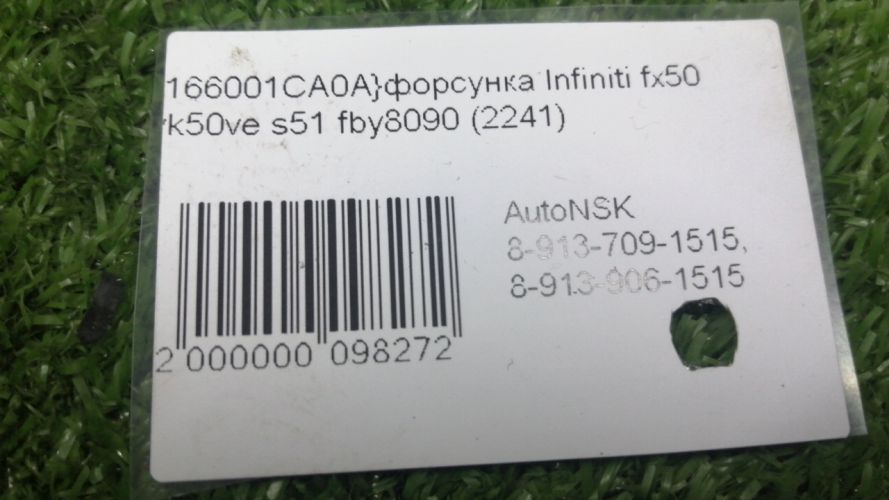 166001CA0A}форсунка Infiniti fx50
vk50ve s51 fby8090 (2241)
AutoNSK
8-913-709-1515,
8-913-906-1515
2 000000 098272